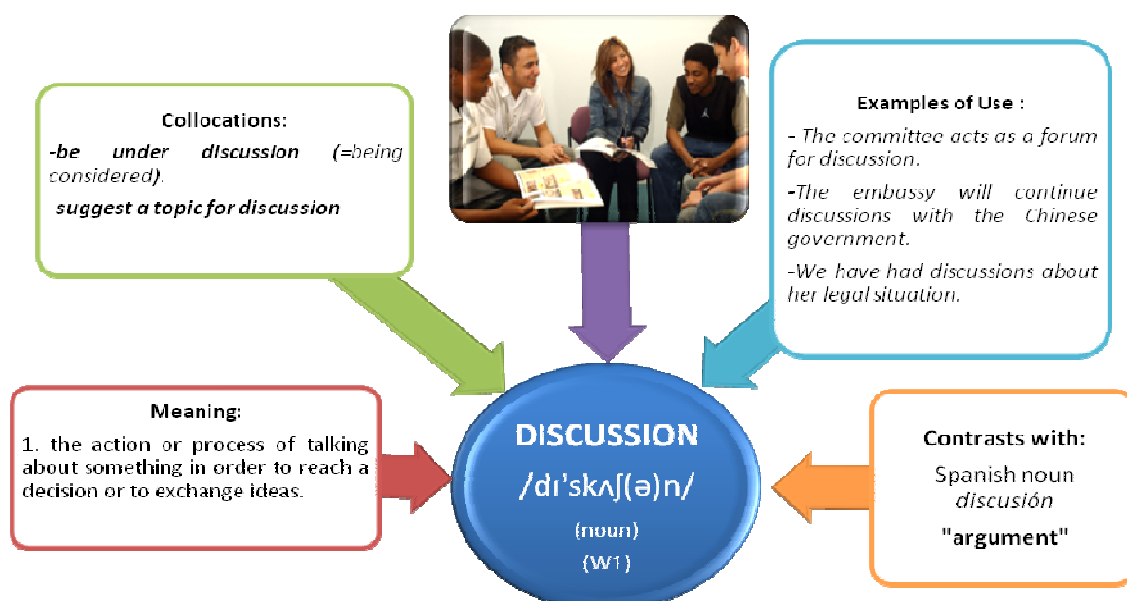 Collocations:
-be under discussion (=being
considered).
suggest a topic for discussion
Examples of Use :
- The committee acts as a forum
for discussion.
-The embassy will continue
discussions with the Chinese
government.
-We have had discussions about
her legal situation.
Meaning:
1. the action or process of talking
about something in order to reach a
decision or to exchange ideas.
DISCUSSION
/dɪˈskʌʃ(ə)n/
(noun)
(W1)
Contrasts with:
Spanish noun
discusión
"argument"